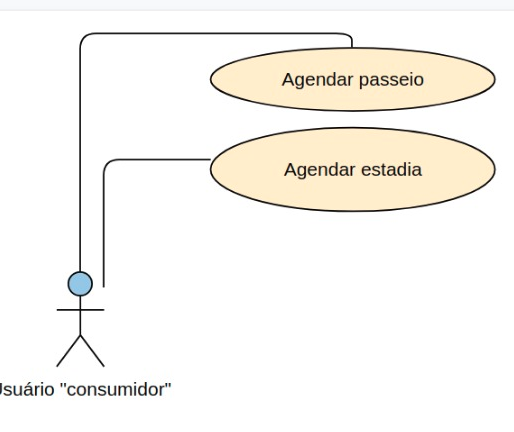 Agendar passeio
Agendar estadia
Usuário "consumidor"